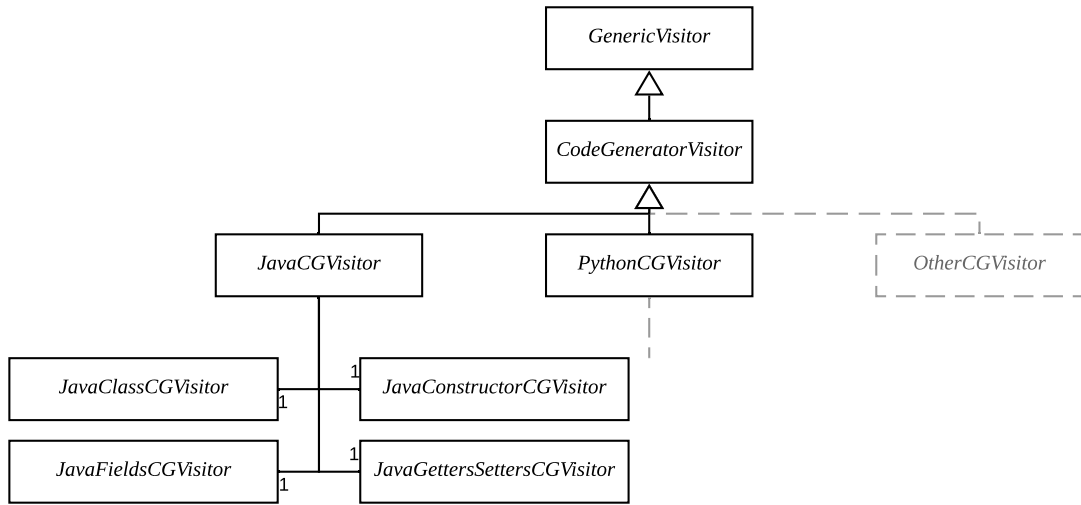 GenericVisitor
CodeGeneratorVisitor
JavaCGVisitor
PythonCGVisitor
OtherCGVisitor
JavaClassCGVisitor
1
1
JavaConstructorCGVisitor
JavaFieldsCGVisitor
1
1
JavaGettersSettersCGVisitor